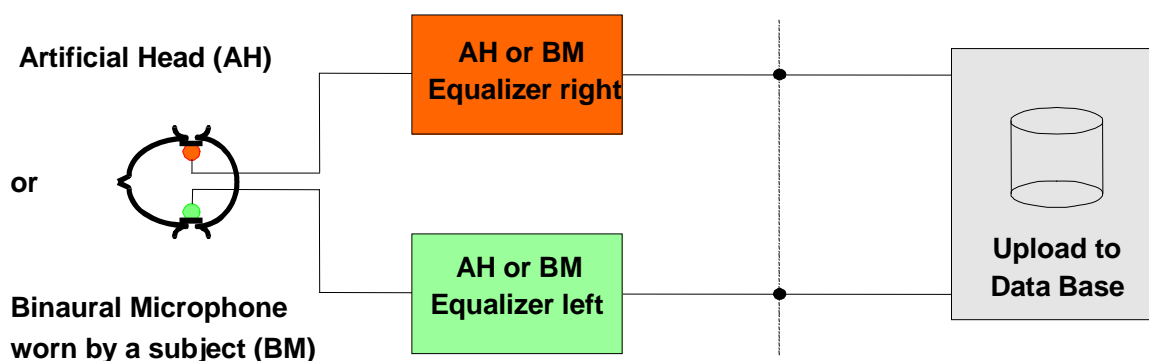 Artificial Head (AH)
or
Binaural Microphone
worn by a subject (BM)
AH or BM
Equalizer right
AH or BM
Equalizer left
Upload to
Data Base